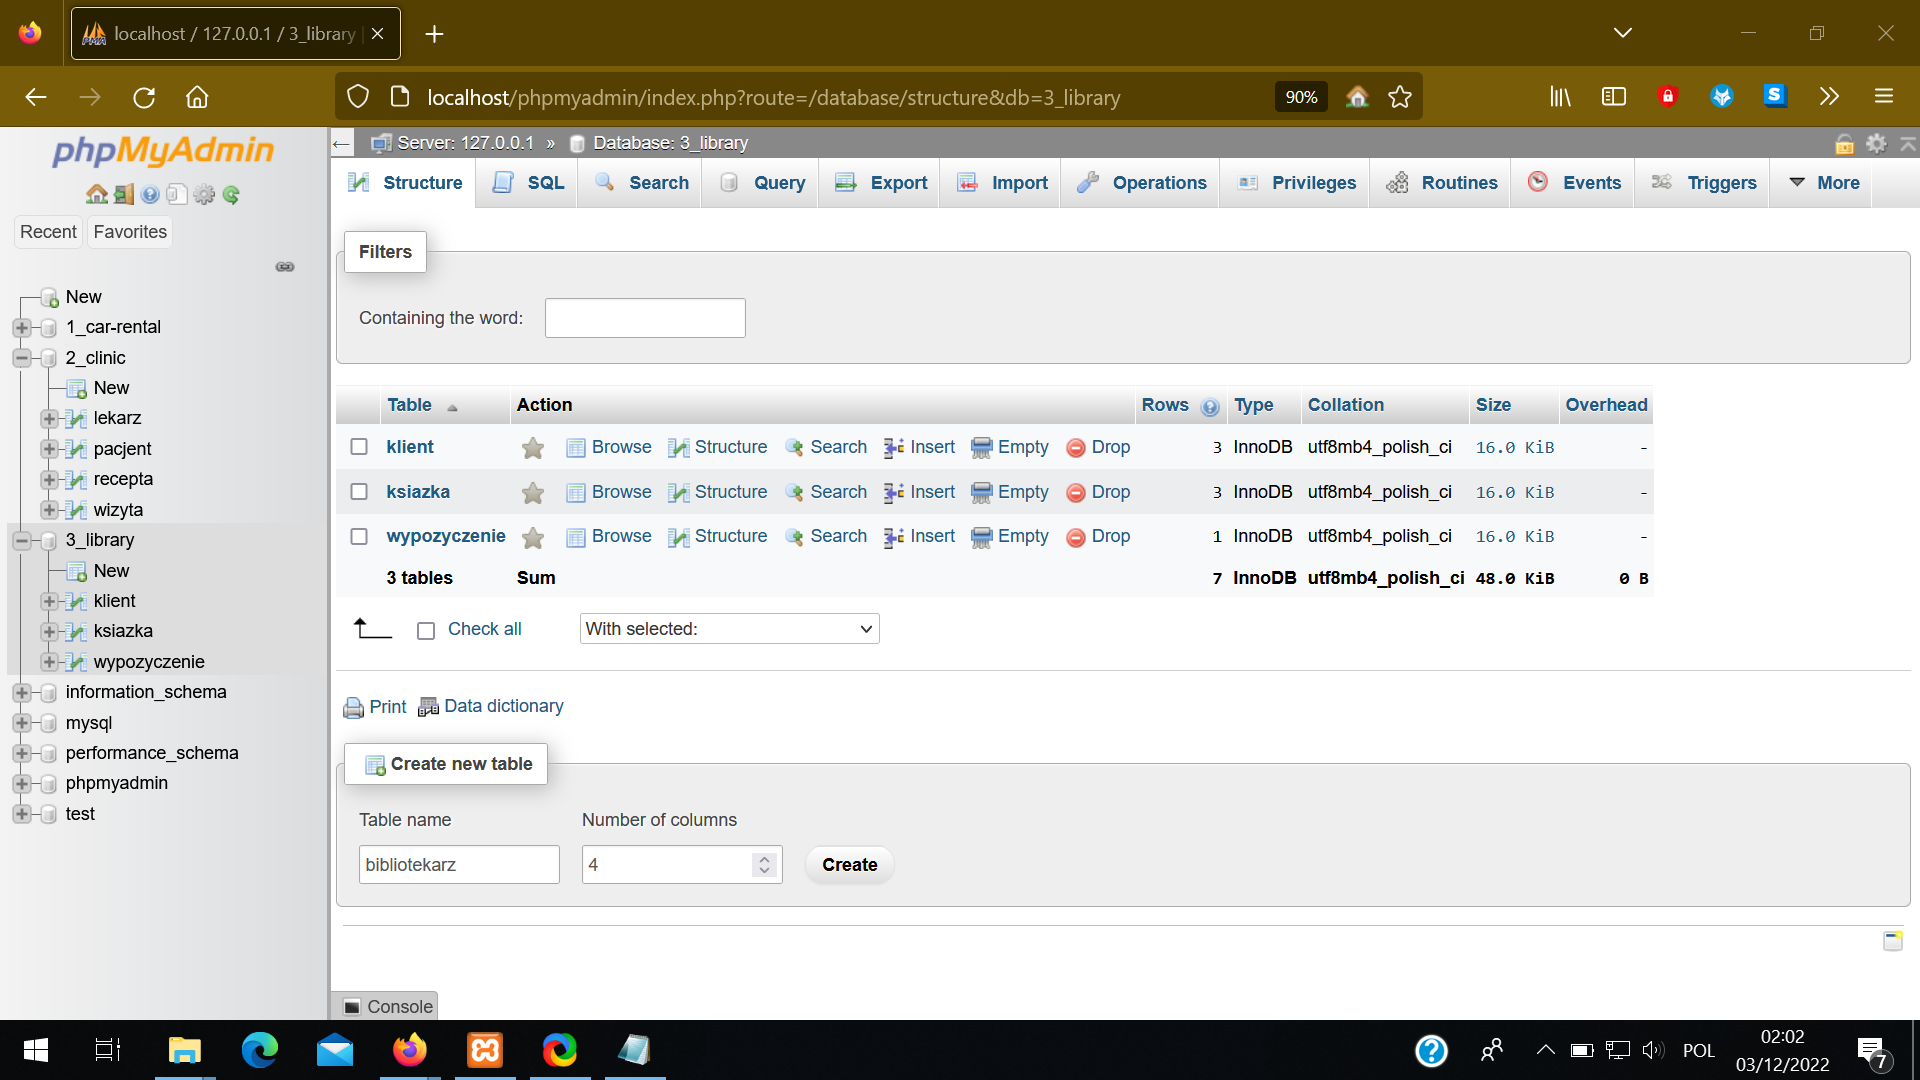 localhost / 127.0.0.1 / 3_library |
localhost/phpmyadmin/index.php?route=/database/structure&db=3_library
90%
phpMyAdmin
Recent Favorites
New
1_car-rental
2_clinic
New
lekarz
pacjent
recepta
wizyta
3_library
New
klient
ksiazka
wypozyczenie
information_schema
mysql
performance_schema
phpmyadmin
test
Server: 127.0.0.1 » Database: 3_library
Structure SQL Search Query Export Import Operations Privileges Routines Events Triggers More
Filters
Containing the word:
Table Action Rows Type Collation Size Overhead
klient Browse Structure Search Insert Empty Drop 3 InnoDB utf8mb4_polish_ci 16.0 KiB -
ksiazka Browse Structure Search Insert Empty Drop 3 InnoDB utf8mb4_polish_ci 16.0 KiB -
wypozyczenie Browse Structure Search Insert Empty Drop 1 InnoDB utf8mb4_polish_ci 16.0 KiB -
3 tables Sum 7 InnoDB utf8mb4_polish_ci 48.0 KiB 0 B
Check all With selected:
Print Data dictionary
Create new table
Table name Number of columns
bibliotekarz 4 Create
Console
POL
02:02
03/12/2022
7